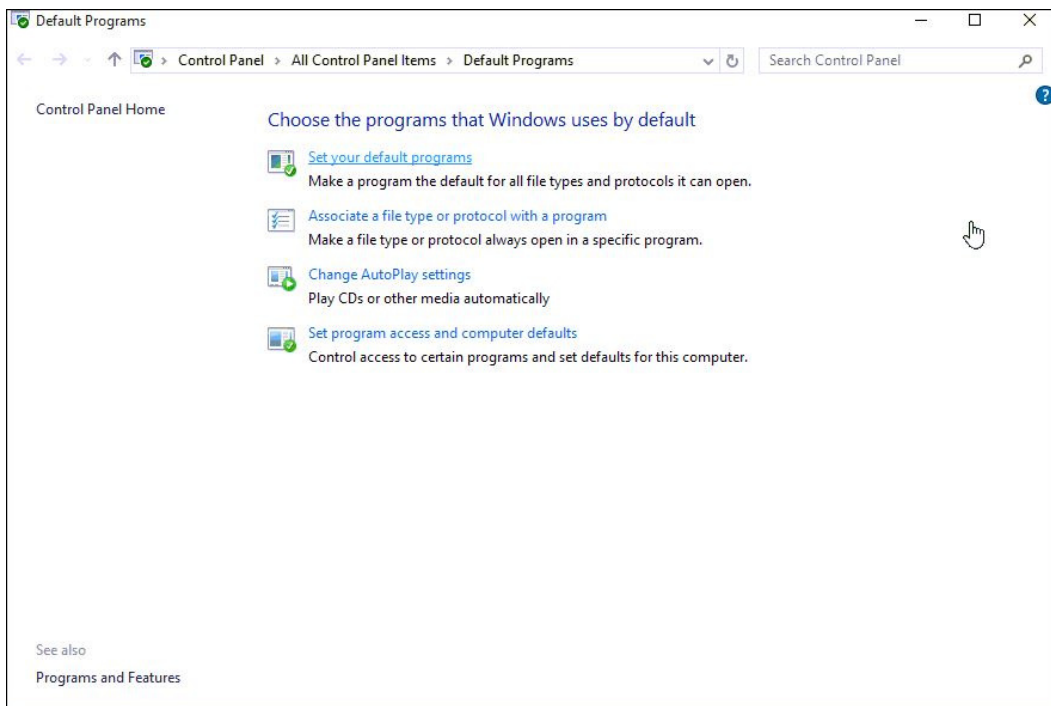 Default Programs
Control Panel > All Control Panel Items > Default Programs
Search Control Panel
Control Panel Home
Choose the programs that Windows uses by default
Set your default programs
Make a program the default for all file types and protocols it can open.
Associate a file type or protocol with a program
Make a file type or protocol always open in a specific program.
Change AutoPlay settings
Play CDs or other media automatically
Set program access and computer defaults
Control access to certain programs and set defaults for this computer.
See also
Programs and Features